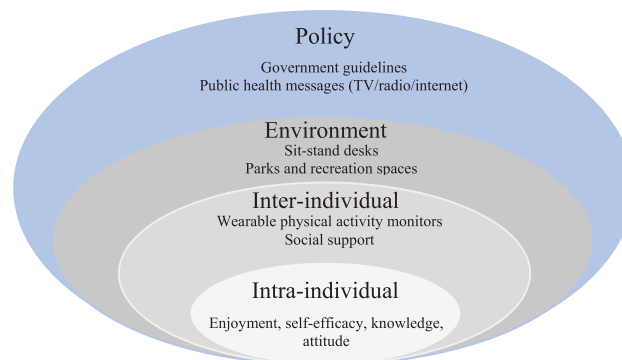 Policy
Government guidelines
Public health messages (TV/radio/internet)
Environment
Sit-stand desks
Parks and recreation spaces
Inter-individual
Wearable physical activity monitors
Social support
Intra-individual
Enjoyment, self-efficacy, knowledge,
attitude